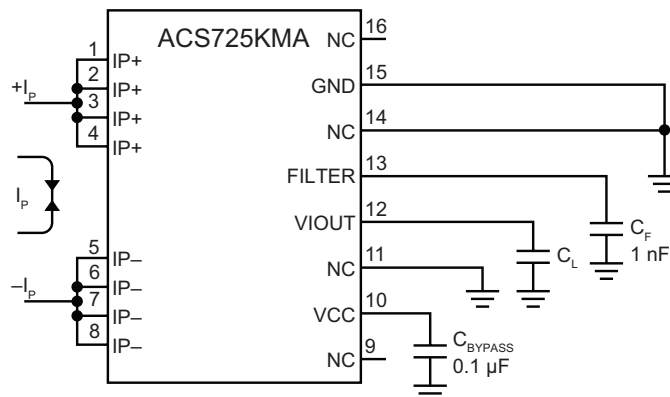 ACS725KMA
1 IP+
2 IP+
3 IP+
4 IP+
+IP
IP
5 IP–
6 IP–
7 IP–
8 IP–
–IP
NC 16
GND 15
NC 14
FILTER 13
VIOUT 12
NC 11
VCC 10
NC 9
CF
1 nF
CL
CBYPASS
0.1 µF